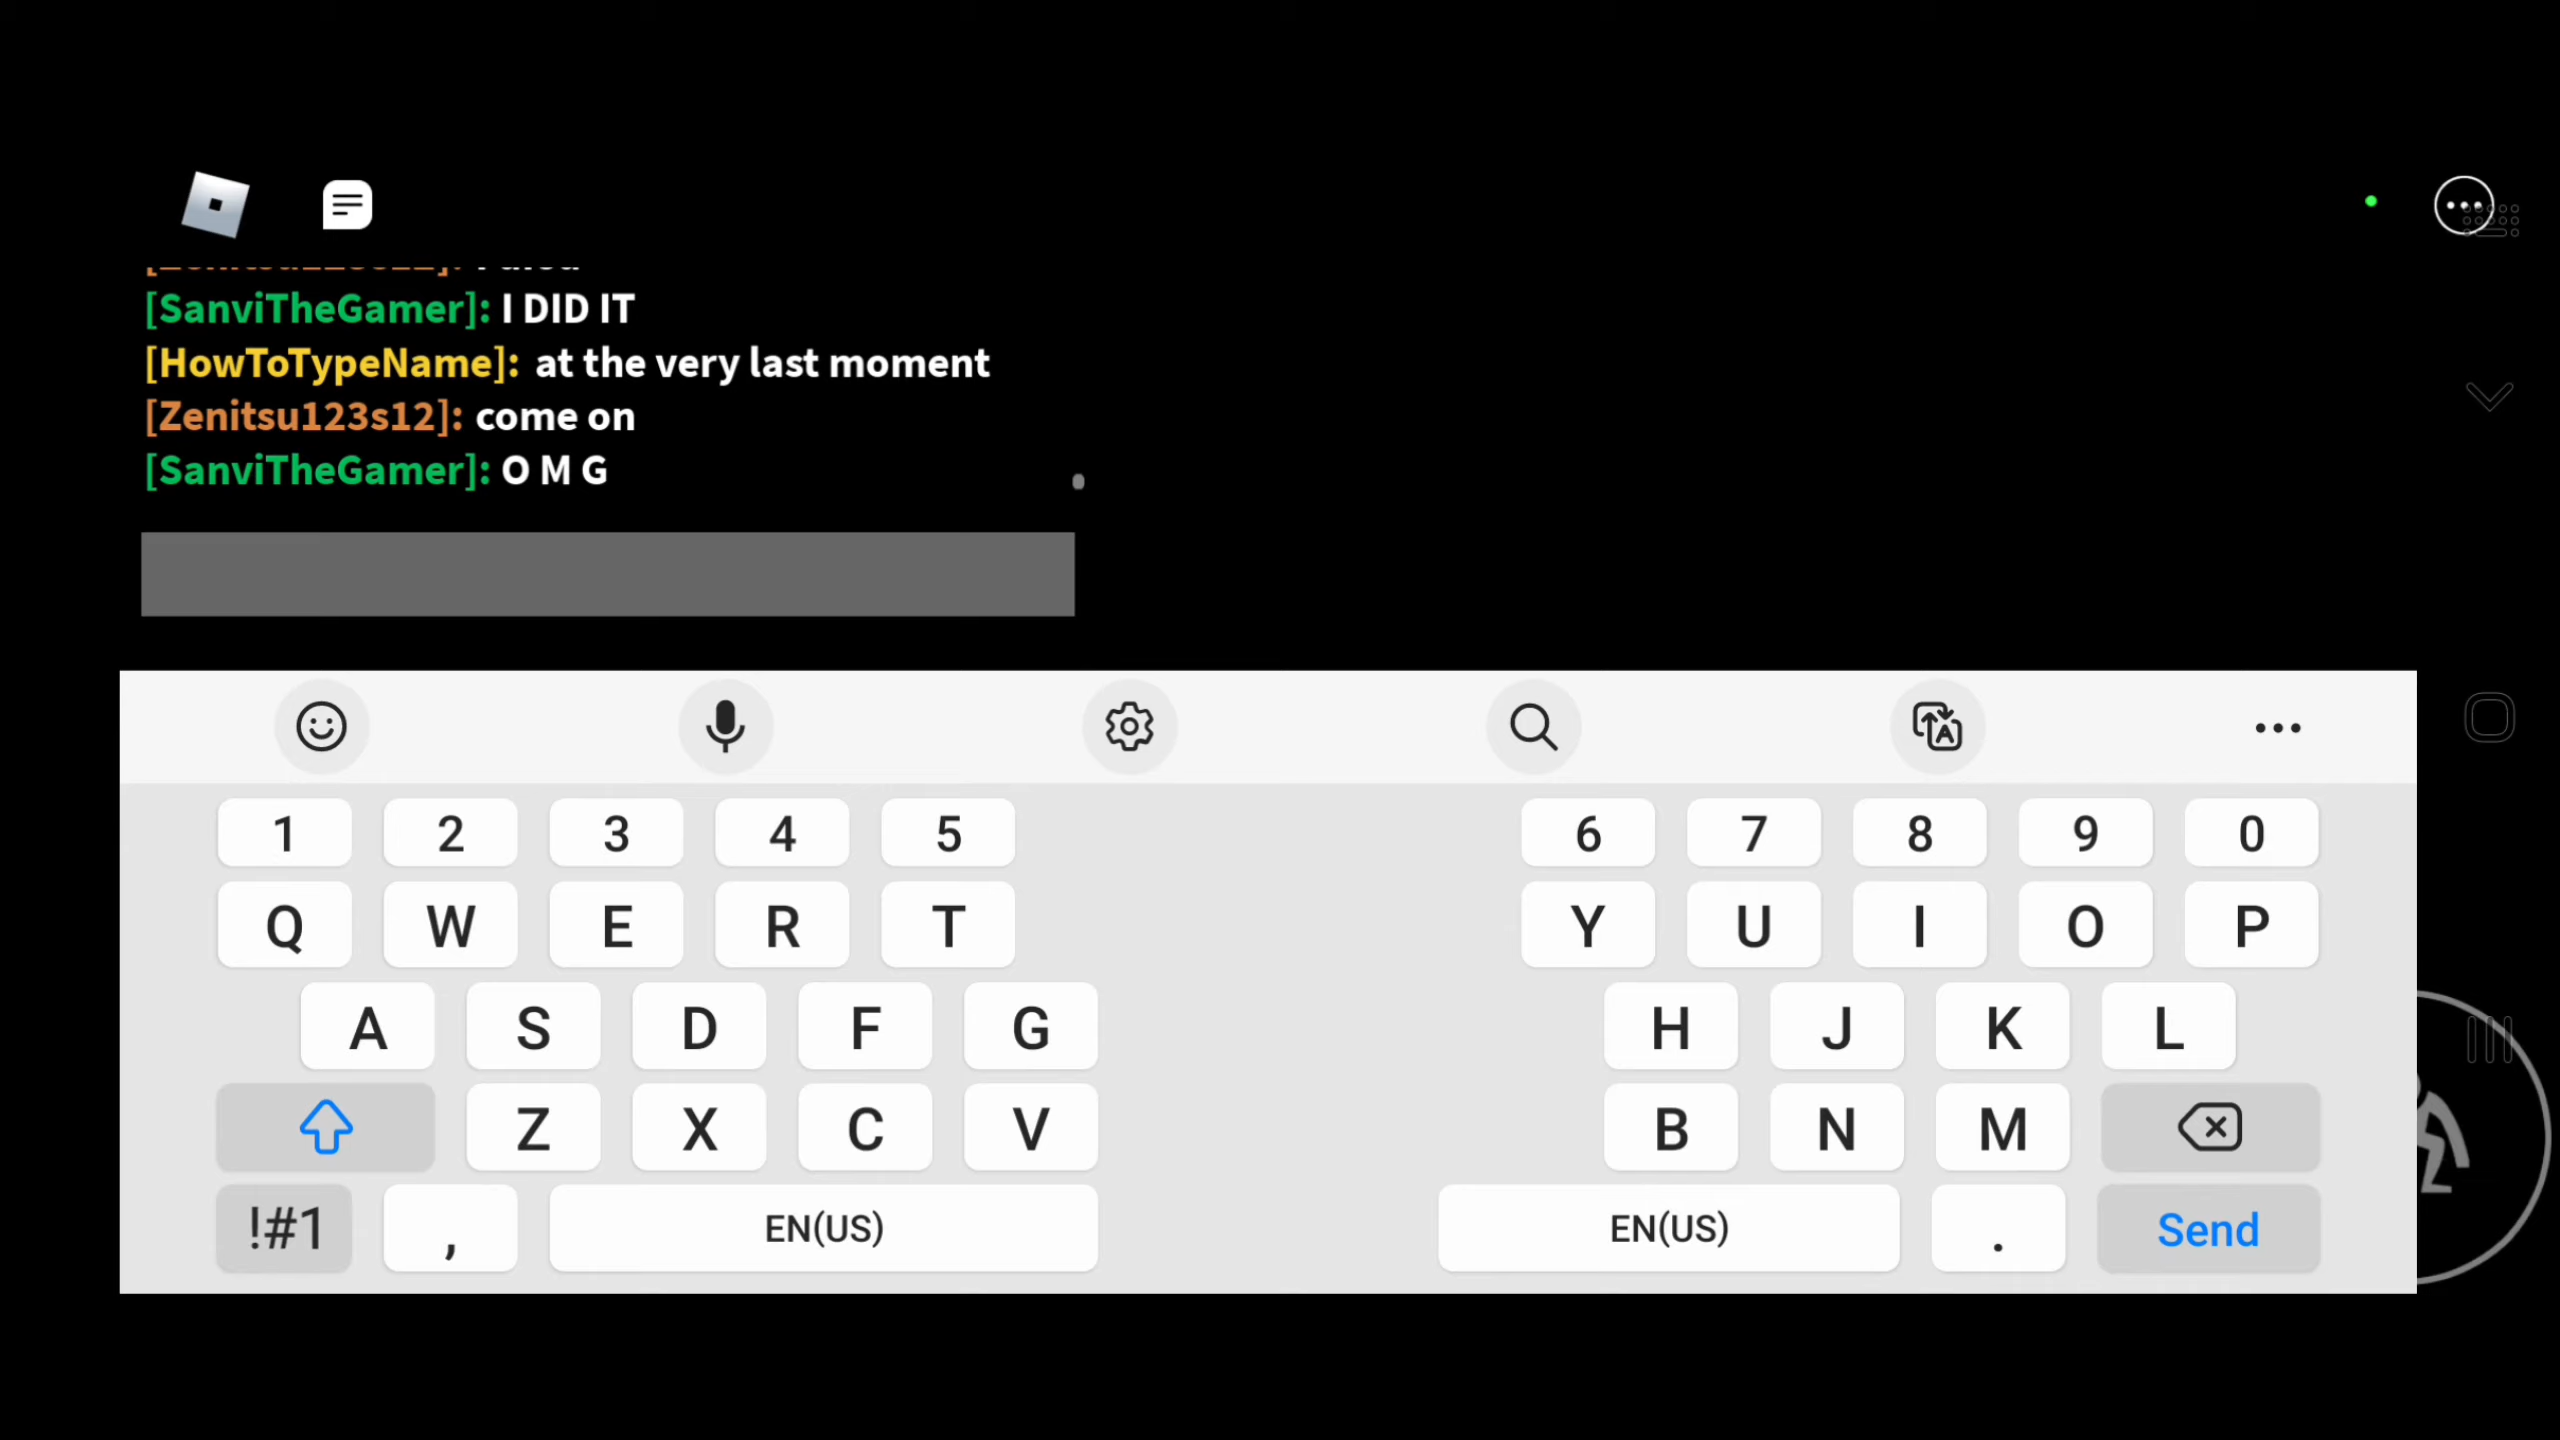 [SanviTheGamer]: I DID IT
[HowToTypeName]: at the very last moment
[Zenitsu123s12]: come on
[SanviTheGamer]: O M G
1 2 3 4 5 6 7 8 9 0
Q W E R T Y U I O P
A S D F G H J K L
Z X C V B N M
!#1 , EN(US) EN(US) . Send